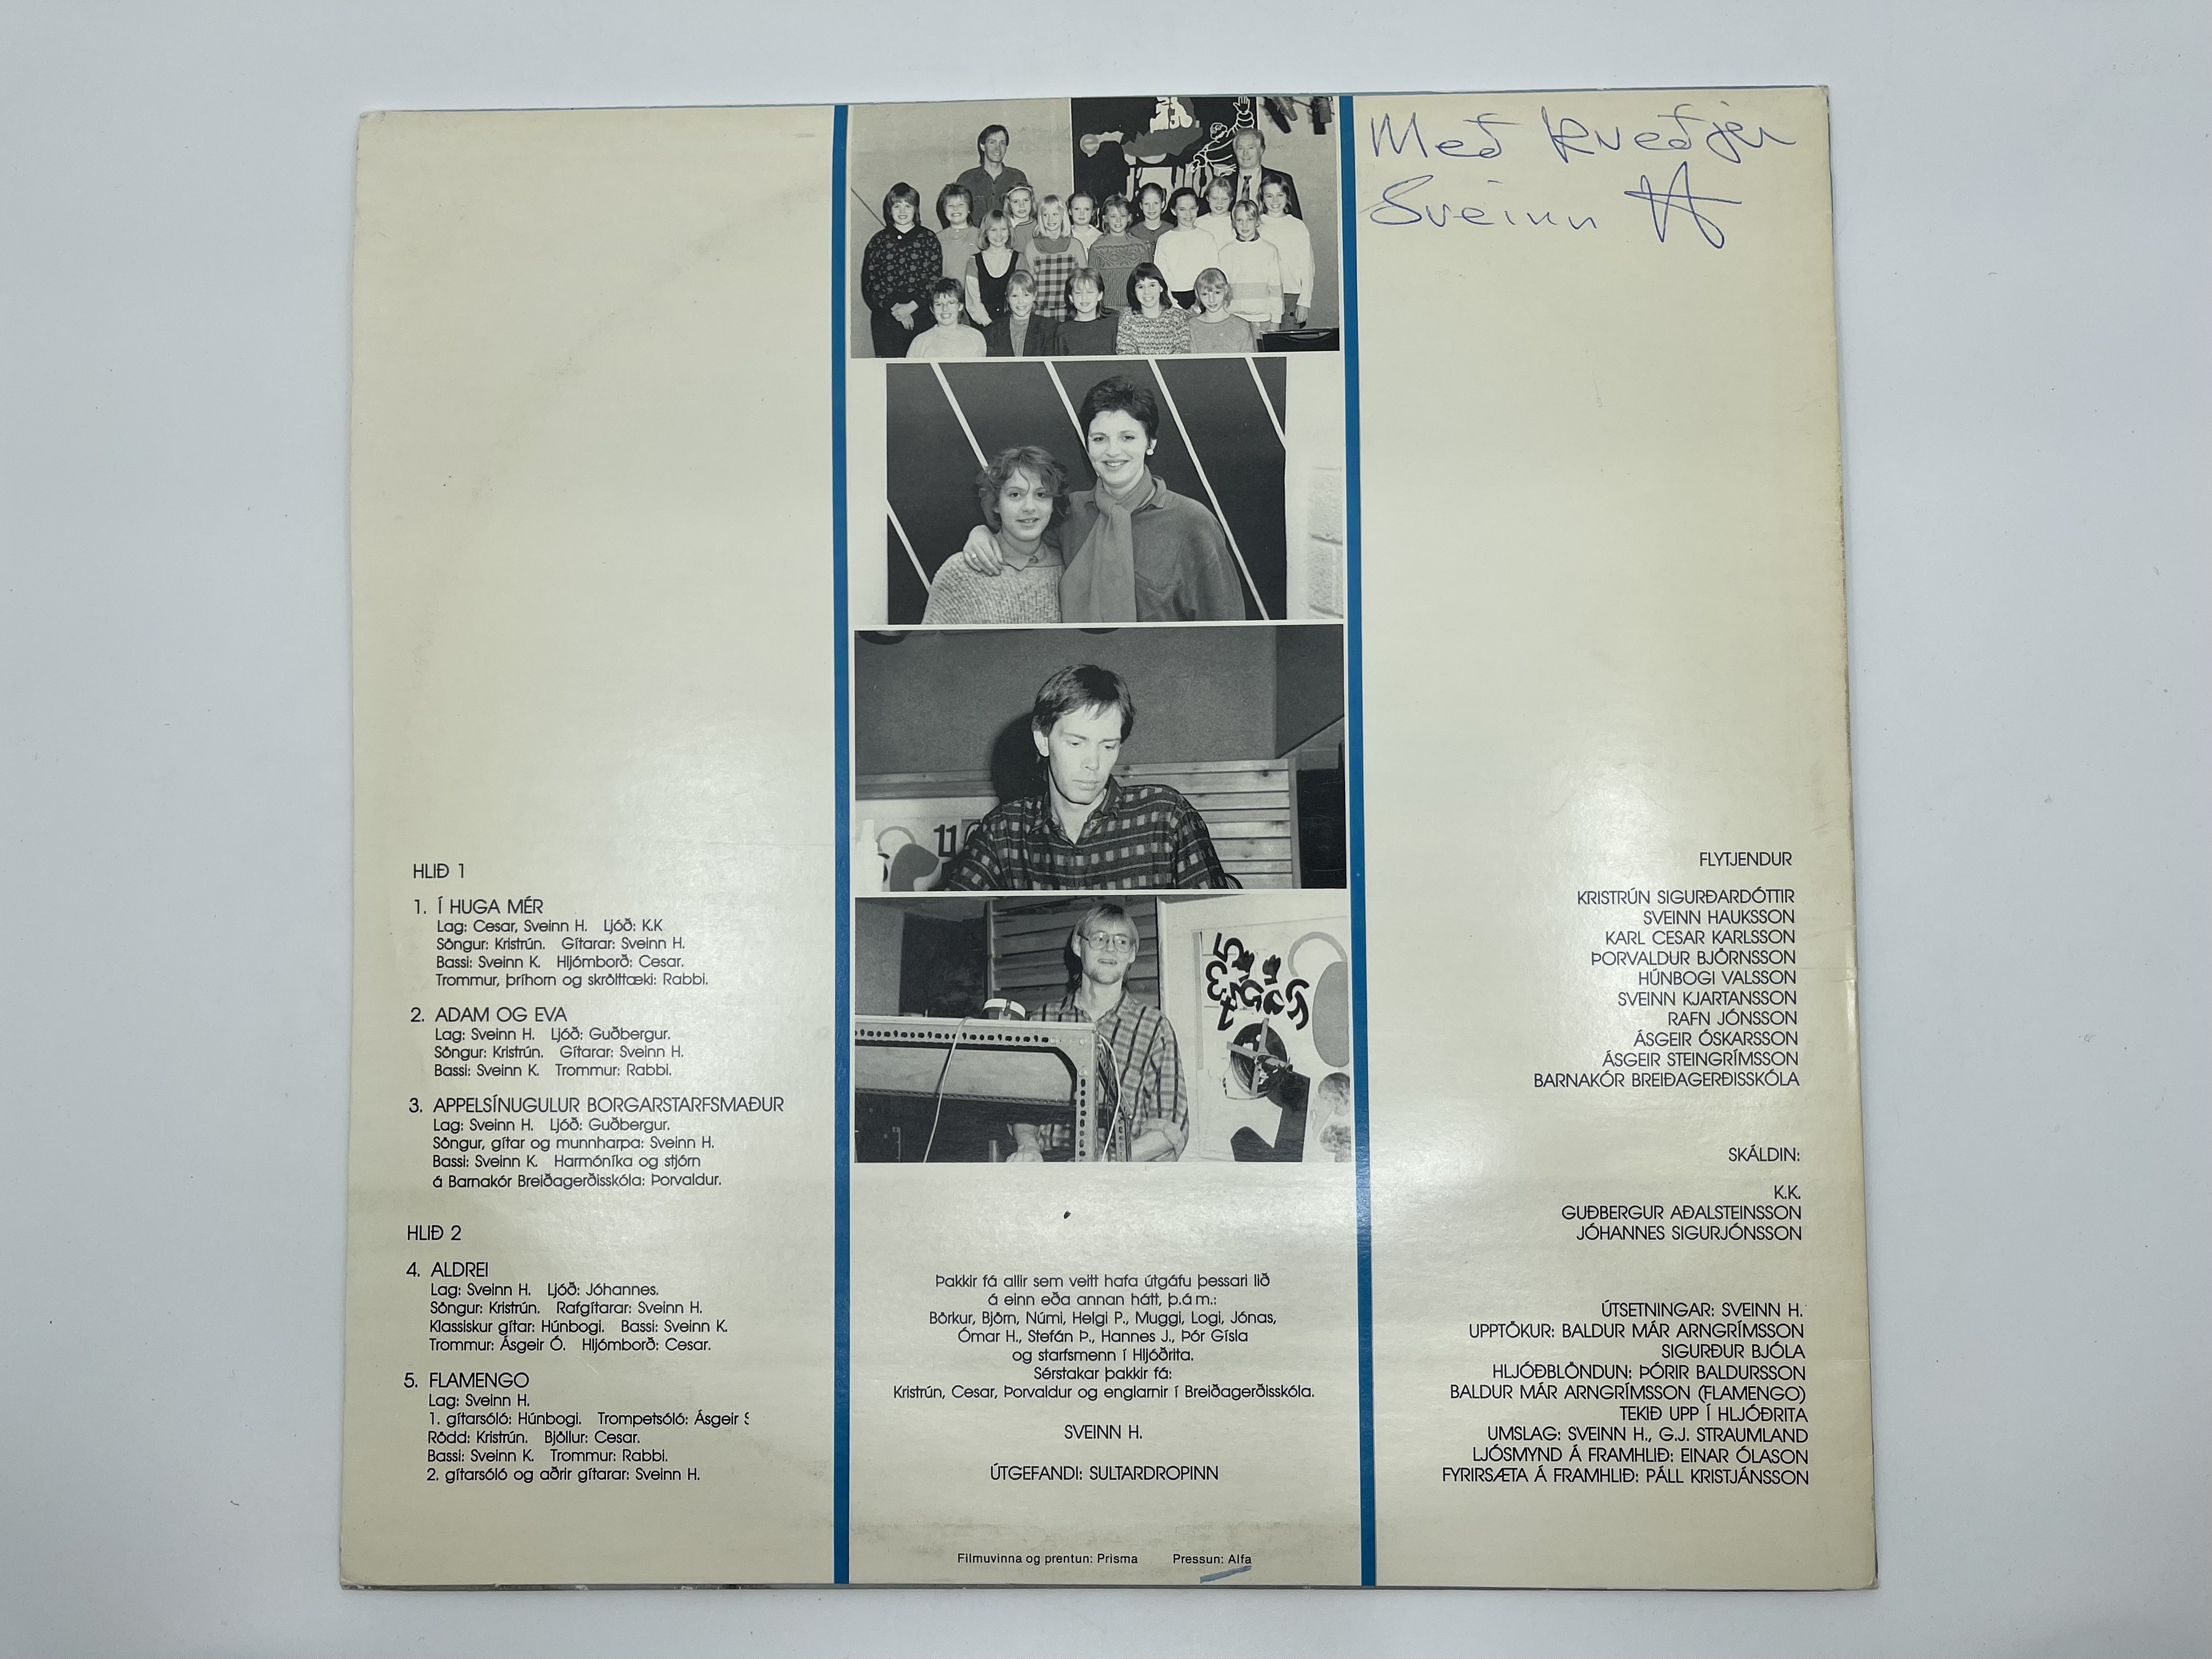 Með kveðju
Sveinn H
HLIÐ 1
1. Í HUGA MÉR
Lag: Cesar, Sveinn H. Ljóð: K.K
Söngur: Kristrún. Gítarar: Sveinn H.
Bassi: Sveinn K. Hljómborð: Cesar.
Trommur, þríhorn og skrölttæki: Rabbi.
2. ADAM OG EVA
Lag: Sveinn H. Ljóð: Guðbergur.
Söngur: Kristrún. Gítarar: Sveinn H.
Bassi: Sveinn K. Trommur: Rabbi.
3. APPELSÍNUGULUR BORGARSTARFSMAÐUR
Lag: Sveinn H. Ljóð: Guðbergur.
Söngur, gítar og munnharpa: Sveinn H.
Bassi: Sveinn K. Harmóníka og stjórn
á Barnakór Breiðagerðisskóla: Þorvaldur.
HLIÐ 2
4. ALDREI
Lag: Sveinn H. Ljóð: Jóhannes.
Söngur: Kristrún. Rafgítarar: Sveinn H.
Klassiskur gítar: Húnbogi. Bassi: Sveinn K.
Trommur: Ásgeir Ó. Hljómborð: Cesar.
5. FLAMENGO
Lag: Sveinn H.
1. gítarsóló: Húnbogi. Trompetsóló: Ásgeir S
Rödd: Kristrún. Bjöllur: Cesar.
Bassi: Sveinn K. Trommur: Rabbi.
2. gítarsóló og aðrir gítarar: Sveinn H.
11
Þakkir fá allir sem veitt hafa útgáfu þessari lið
á einn eða annan hátt, þ.á m.:
Börkur, Björn, Númi, Helgi P., Muggi, Logi, Jónas,
Ómar H., Stefán Þ., Hannes J., Þór Gísla
og starfsmenn í Hljóðrita.
Sérstakar þakkir fá:
Kristrún, Cesar, Þorvaldur og englarnir í Breiðagerðisskóla.
SVEINN H.
ÚTGEFANDI: SULTARDROPINN
Filmuvinna og prentun: Prisma Pressun: Alfa
FLYTJENDUR
KRISTRÚN SIGURÐARDÓTTIR
SVEINN HAUKSSON
KARL CESAR KARLSSON
ÞORVALDUR BJÖRNSSON
HÚNBOGI VALSSON
SVEINN KJARTANSSON
RAFN JÓNSSON
ÁSGEIR ÓSKARSSON
ÁSGEIR STEINGRÍMSSON
BARNAKÓR BREIÐAGERÐISSKÓLA
SKÁLDIN:
K.K.
GUÐBERGUR AÐALSTEINSSON
JÓHANNES SIGURJÓNSSON
ÚTSETNINGAR: SVEINN H.
UPPTÖKUR: BALDUR MÁR ARNGRÍMSSON
SIGURÐUR BJÓLA
HLJÓÐBLÖNDUN: ÞÓRIR BALDURSSON
BALDUR MÁR ARNGRÍMSSON (FLAMENGO)
TEKIÐ UPP Í HLJÓÐRITA
UMSLAG: SVEINN H., G.J. STRAUMLAND
LJÓSMYND Á FRAMHLIÐ: EINAR ÓLASON
FYRIRSÆTA Á FRAMHLIÐ: PÁLL KRISTJÁNSSON